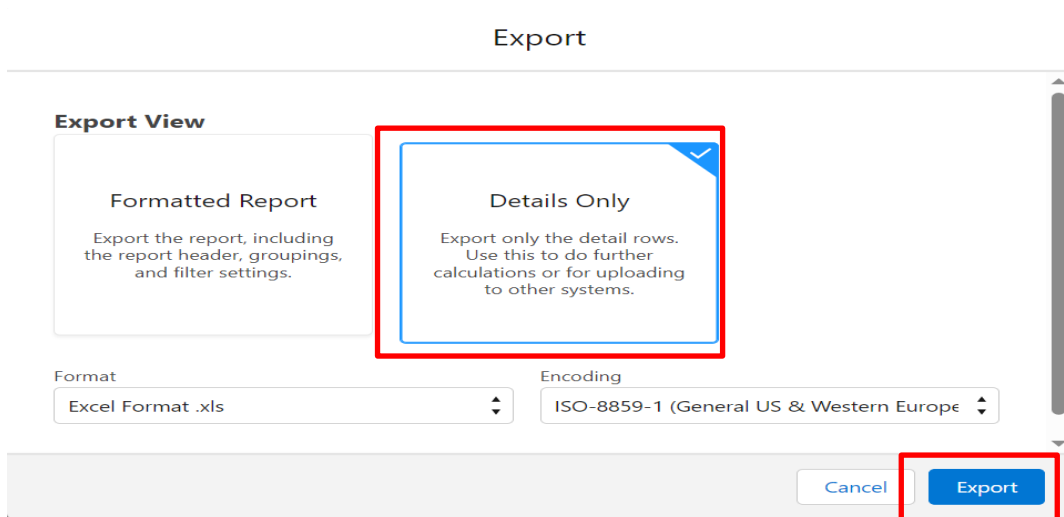 Export
Export View
Formatted Report
Export the report, including
the report header, groupings,
and filter settings.
Details Only
Export only the detail rows.
Use this to do further
calculations or for uploading
to other systems.
Format
Encoding
Excel Format .xls
ISO-8859-1 (General US & Western Europe
Cancel
Export